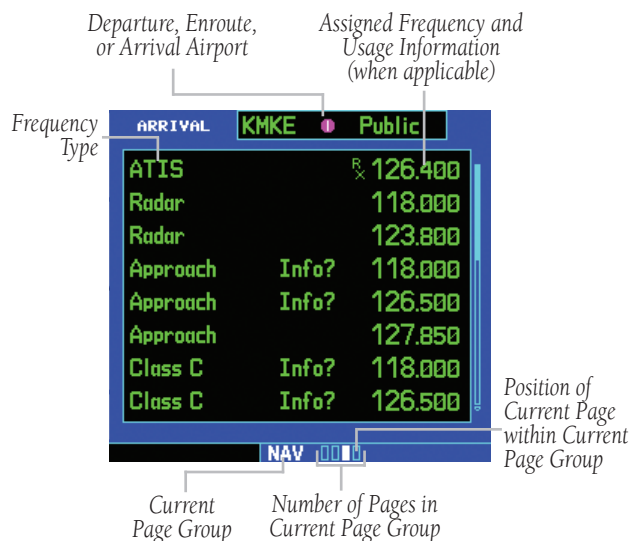 Departure, Enroute,
or Arrival Airport
Assigned Frequency and
Usage Information
(when applicable)
Frequency
Type
ARRIVAL KMKE Public
ATIS Rx 126.400
Radar 118.000
Radar 123.800
Approach Info? 118.000
Approach Info? 126.500
Approach 127.850
Class C Info? 118.000
Class C Info? 126.500
Position of
Current Page
within Current
Page Group
NAV
Current
Page Group
Number of Pages in
Current Page Group